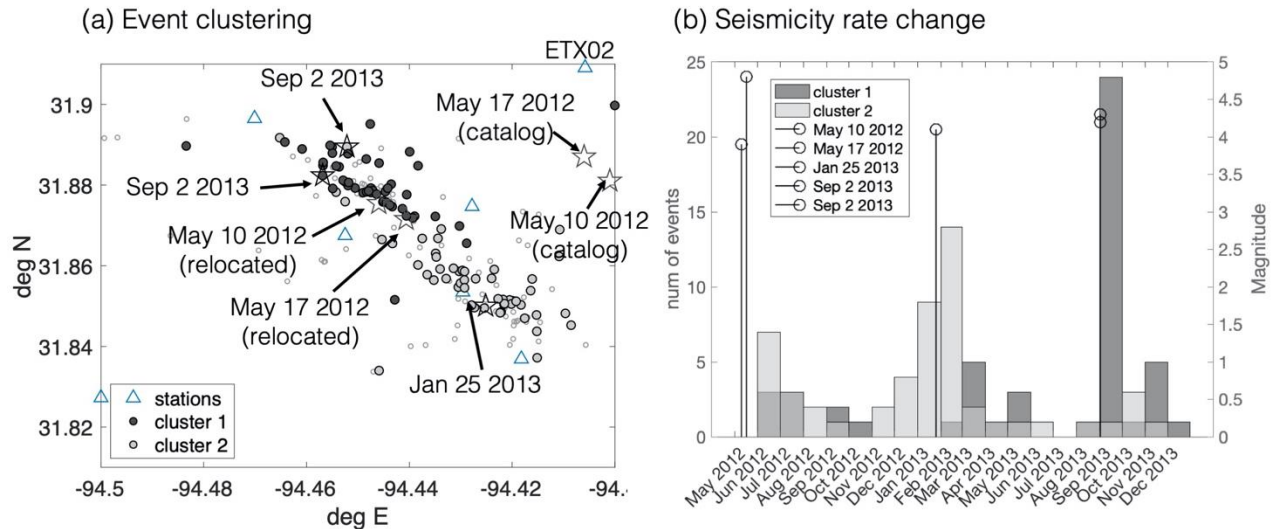 (a) Event clustering
(b) Seismicity rate change
ETX02
Sep 2 2013
May 17 2012
(catalog)
Sep 2 2013
May 10 2012
(catalog)
May 10 2012
(relocated)
May 17 2012
(relocated)
Jan 25 2013
31.9
31.88
31.86
31.84
31.82
deg N
stations
cluster 1
cluster 2
-94.5
-94.48
-94.46
-94.44
-94.42
-94.
deg E
25
20
15
10
5
0
num of events
cluster 1
cluster 2
May 10 2012
May 17 2012
Jan 25 2013
Sep 2 2013
Sep 2 2013
5
4.5
4
3.5
3
2.5
2
1.5
1
0.5
0
Magnitude
May 2012
Jun 2012
Jul 2012
Aug 2012
Sep 2012
Oct 2012
Nov 2012
Dec 2012
Jan 2013
Feb 2013
Mar 2013
Apr 2013
May 2013
Jun 2013
Jul 2013
Aug 2013
Sep 2013
Oct 2013
Nov 2013
Dec 2013